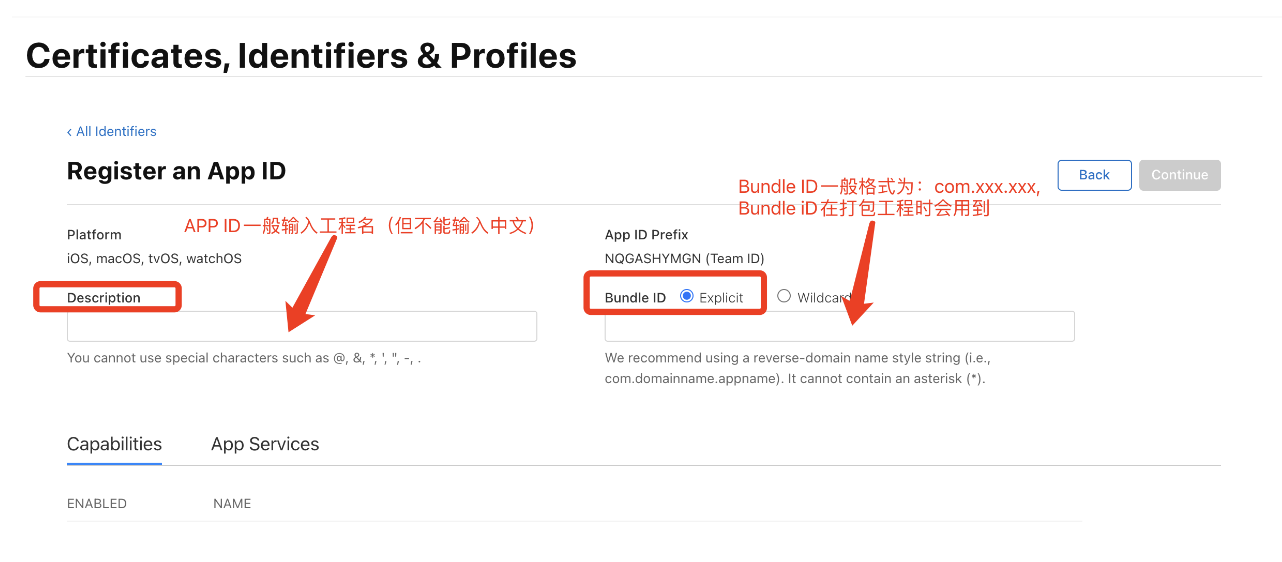 Certificates, Identifiers & Profiles
‹ All Identifiers
Register an App ID
Back
Continue
Bundle ID一般格式为：com.xxx.xxx,
Bundle iD在打包工程时会用到
APP ID一般输入工程名（但不能输入中文）
Platform
iOS, macOS, tvOS, watchOS
App ID Prefix
NQGASHYMGN (Team ID)
Description
Bundle ID Explicit Wildcard
You cannot use special characters such as @, &, *, ', ", -, .
We recommend using a reverse-domain name style string (i.e.,
com.domainname.appname). It cannot contain an asterisk (*).
Capabilities App Services
ENABLED NAME